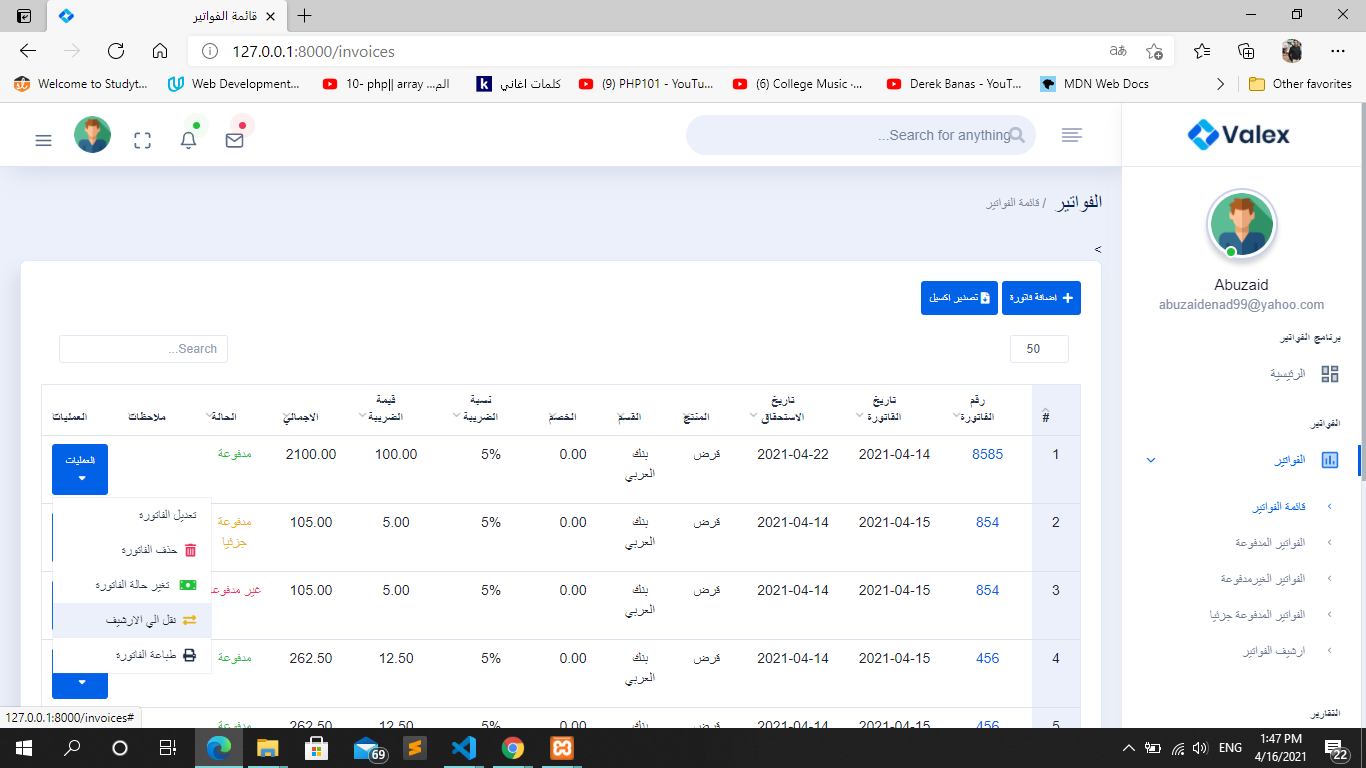 قائمة الفواتير
127.0.0.1:8000/invoices
Welcome to Studyt...
Web Development...
10- php|| array ...الم
كلمات اغاني
(9) PHP101 - YouTu...
(6) College Music -...
Derek Banas - YouT...
MDN Web Docs
Other favorites
Search for anything...
Valex
Abuzaid
abuzaidenad99@yahoo.com
برنامج الفواتير
الرئيسية
الفواتير
الفواتير
قائمة الفواتير
الفواتير المدفوعة
الفواتير الغيرمدفوعة
الفواتير المدفوعة جزئيا
ارشيف الفواتير
التقارير
الفواتير / قائمة الفواتير
>
اضافة فاتورة
تصدير اكسيل
50
Search...
# رقم الفاتورة تاريخ الفاتورة تاريخ الاستحقاق المنتج القسم الخصم نسبة الضريبة قيمة الضريبة الاجمالي الحالة ملاحظات العمليات
1 8585 2021-04-14 2021-04-22 قرض بنك العربي 0.00 5% 100.00 2100.00 مدفوعة العمليات
2 854 2021-04-15 2021-04-14 قرض بنك العربي 0.00 5% 5.00 105.00 مدفوعة جزئيا
3 854 2021-04-15 2021-04-14 قرض بنك العربي 0.00 5% 5.00 105.00 غير مدفوعة
4 456 2021-04-15 2021-04-14 قرض بنك العربي 0.00 5% 12.50 262.50 مدفوعة
5 456 2021-04-15 2021-04-14 قرض بنك 0.00 5% 12.50 262.50 مدفوعة
تعديل الفاتورة
حذف الفاتورة
تغير حالة الفاتورة
نقل الي الارشيف
طباعة الفاتورة
127.0.0.1:8000/invoices#
69
ENG
1:47 PM
4/16/2021
22